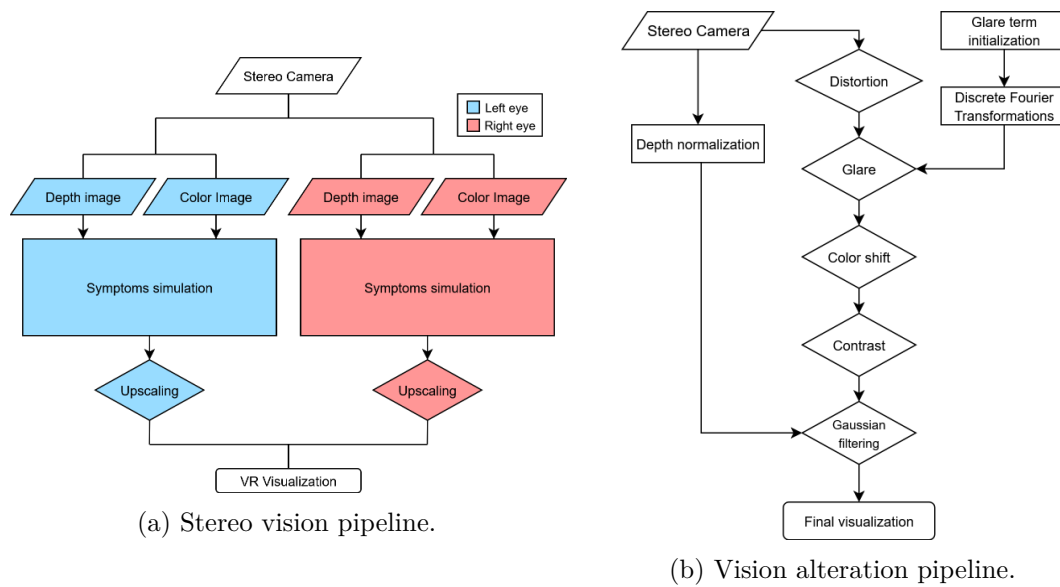 Stereo Camera
Left eye
Right eye
Depth image
Color Image
Depth image
Color Image
Symptoms simulation
Symptoms simulation
Upscaling
Upscaling
VR Visualization
(a) Stereo vision pipeline.
Stereo Camera
Glare term
initialization
Distortion
Discrete Fourier
Transformations
Depth normalization
Glare
Color shift
Contrast
Gaussian
filtering
Final visualization
(b) Vision alteration pipeline.